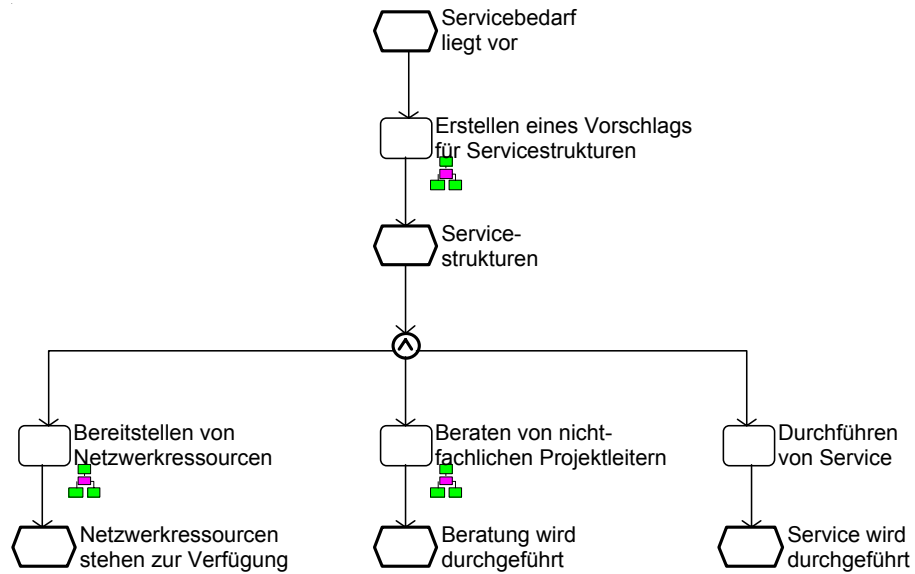 Servicebedarf
liegt vor
Erstellen eines Vorschlags
für Servicestrukturen
Service-
strukturen
Bereitstellen von
Netzwerkressourcen
Beraten von nicht-
fachlichen Projektleitern
Durchführen
von Service
Netzwerkressourcen
stehen zur Verfügung
Beratung wird
durchgeführt
Service wird
durchgeführt